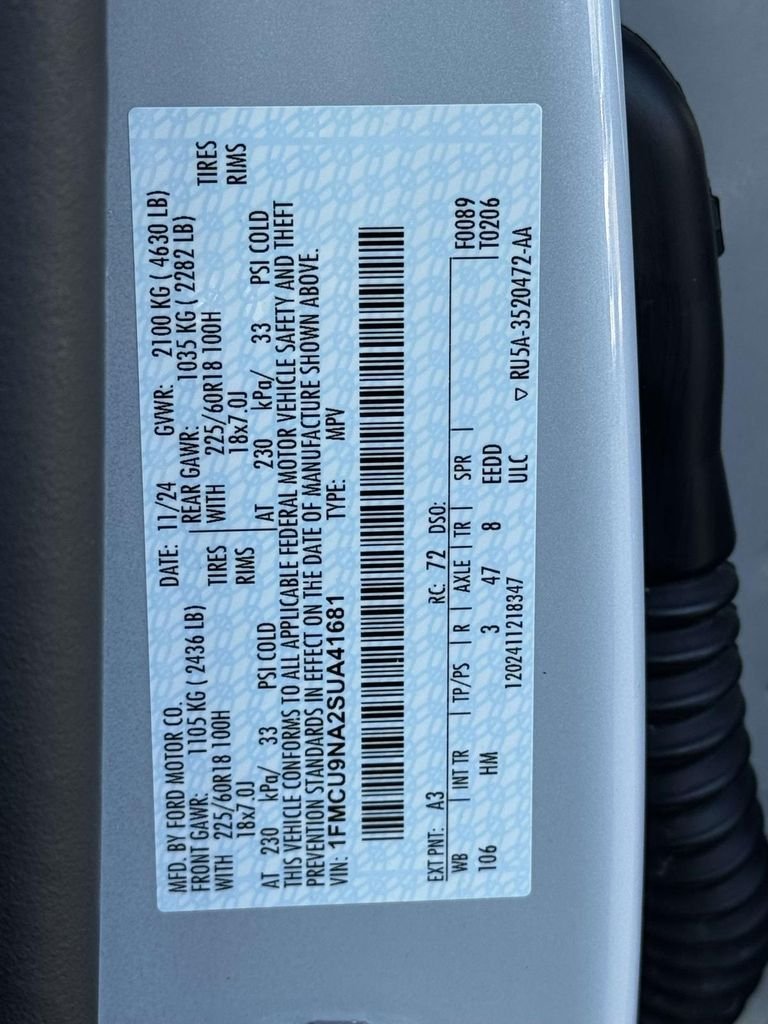 MFD. BY FORD MOTOR CO.
DATE: 11/24 GVWR: 2100 KG ( 4630 LB)
FRONT GAWR: 1105 KG ( 2436 LB) REAR GAWR: 1035 KG ( 2282 LB)
WITH 225/60R18 100H TIRES WITH 225/60R18 100H TIRES
18x7.0J RIMS 18x7.0J RIMS
AT 230 kPa/ 33 PSI COLD AT 230 kPa/ 33 PSI COLD
THIS VEHICLE CONFORMS TO ALL APPLICABLE FEDERAL MOTOR VEHICLE SAFETY AND THEFT
PREVENTION STANDARDS IN EFFECT ON THE DATE OF MANUFACTURE SHOWN ABOVE.
VIN: 1FMCU9NA2SUA41681 TYPE: MPV
EXT PNT: A3 RC: 72 DSO:
WB | INT TR | TP/PS | R | AXLE | TR | SPR | F0089
106 HM 3 47 8 EEDD T0206
1202411218347 ULC ▽ RU5A-3520472-AA